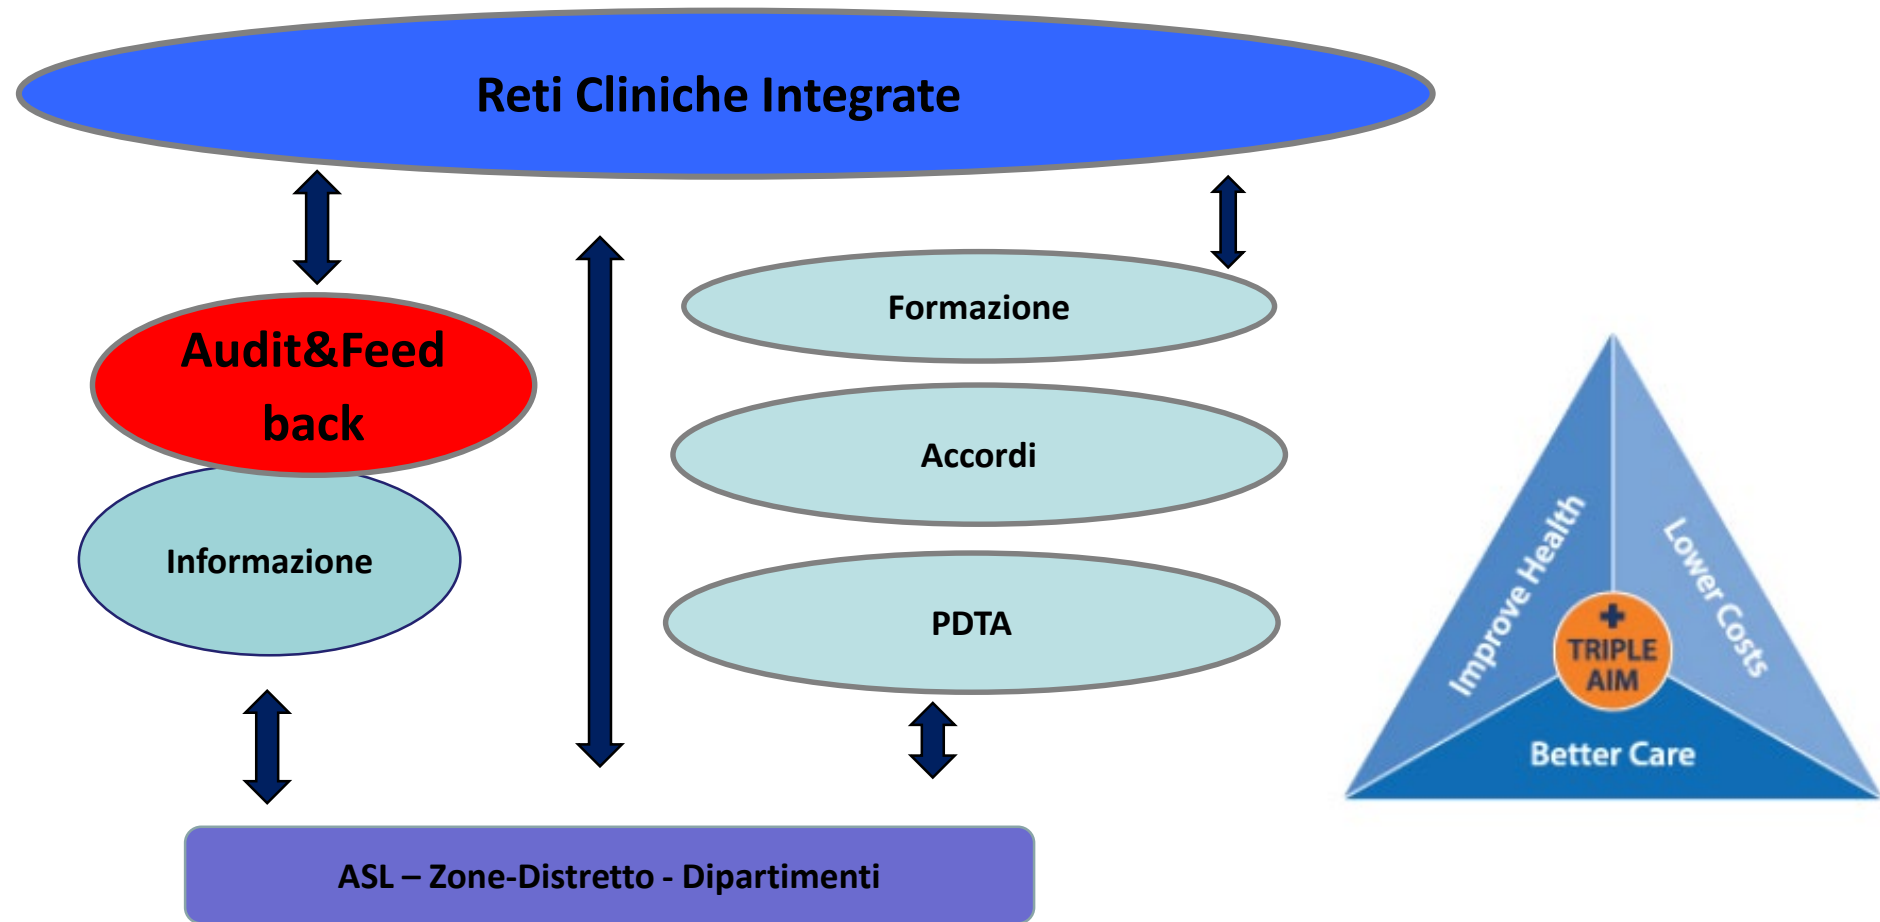 Reti Cliniche Integrate
Audit&Feed
back
Informazione
Formazione
Accordi
PDTA
ASL – Zone-Distretto - Dipartimenti
Improve Health
Lower Costs
TRIPLE
AIM
Better Care